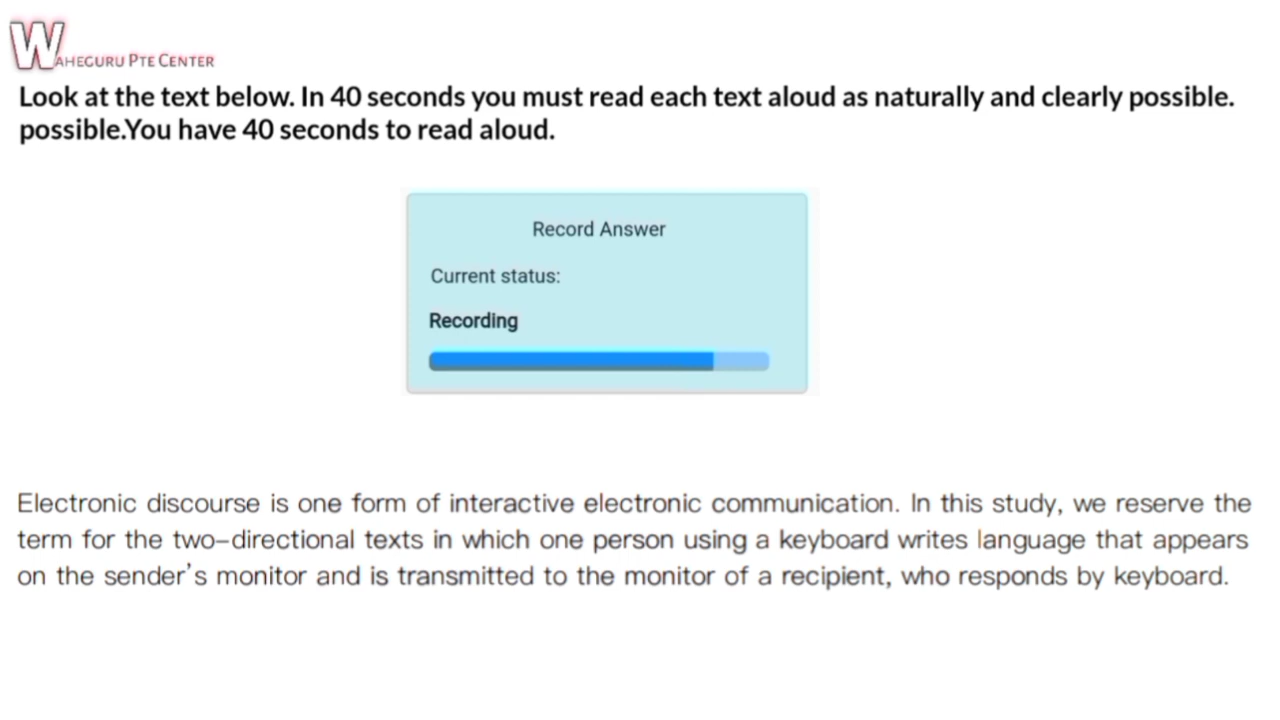 WAHEGURU PTE CENTER
Look at the text below. In 40 seconds you must read each text aloud as naturally and clearly possible.
possible.You have 40 seconds to read aloud.
Record Answer
Current status:
Recording
Electronic discourse is one form of interactive electronic communication. In this study, we reserve the
term for the two-directional texts in which one person using a keyboard writes language that appears
on the sender's monitor and is transmitted to the monitor of a recipient, who responds by keyboard.